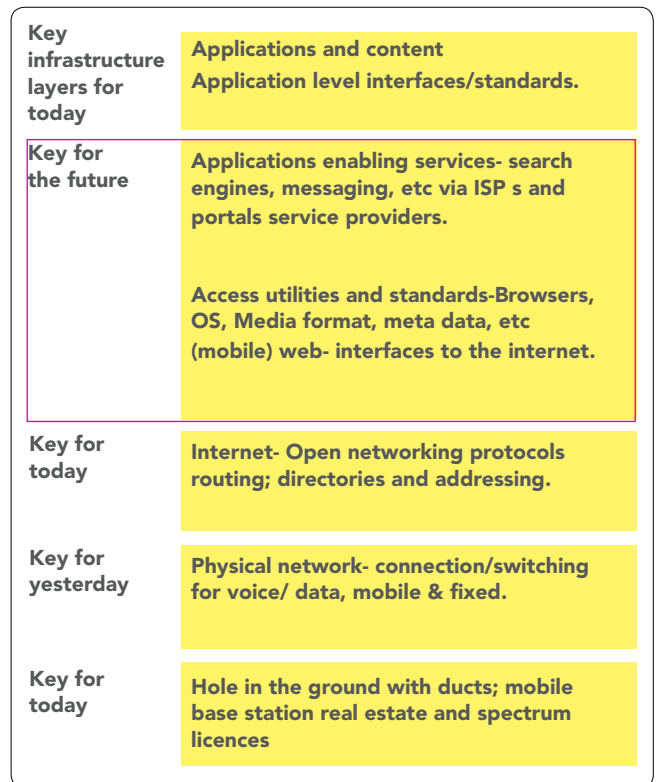 Key
infrastructure
layers for
today
Applications and content
Application level interfaces/standards.
Key for
the future
Applications enabling services- search
engines, messaging, etc via ISP s and
portals service providers.
Access utilities and standards-Browsers,
OS, Media format, meta data, etc
(mobile) web- interfaces to the internet.
Key for
today
Internet- Open networking protocols
routing; directories and addressing.
Key for
yesterday
Physical network- connection/switching
for voice/ data, mobile & fixed.
Key for
today
Hole in the ground with ducts; mobile
base station real estate and spectrum
licences